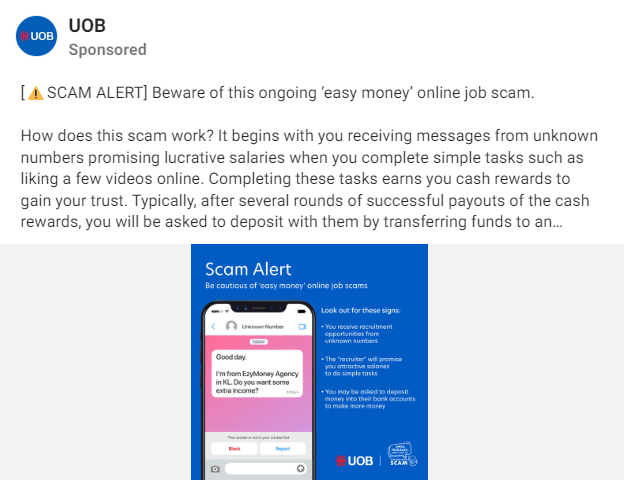 UOB
UOB
Sponsored
[⚠ SCAM ALERT] Beware of this ongoing ‘easy money’ online job scam.
How does this scam work? It begins with you receiving messages from unknown
numbers promising lucrative salaries when you complete simple tasks such as
liking a few videos online. Completing these tasks earns you cash rewards to
gain your trust. Typically, after several rounds of successful payouts of the cash
rewards, you will be asked to deposit with them by transferring funds to an...
Scam Alert
Be cautious of ‘easy money’ online job scams
Unknown Number
TODAY
Good day.
I'm from EzyMoney Agency
in KL. Do you want some
extra income?
This sender is not in your contact list
Block
Report
Look out for these signs:
• You receive recruitment
opportunities from
unknown numbers
• The ‘recruiter’ will promise
you attractive salaries
to do simple tasks
• You may be asked to deposit
money into their bank accounts
to make more money
UOB
SCAM